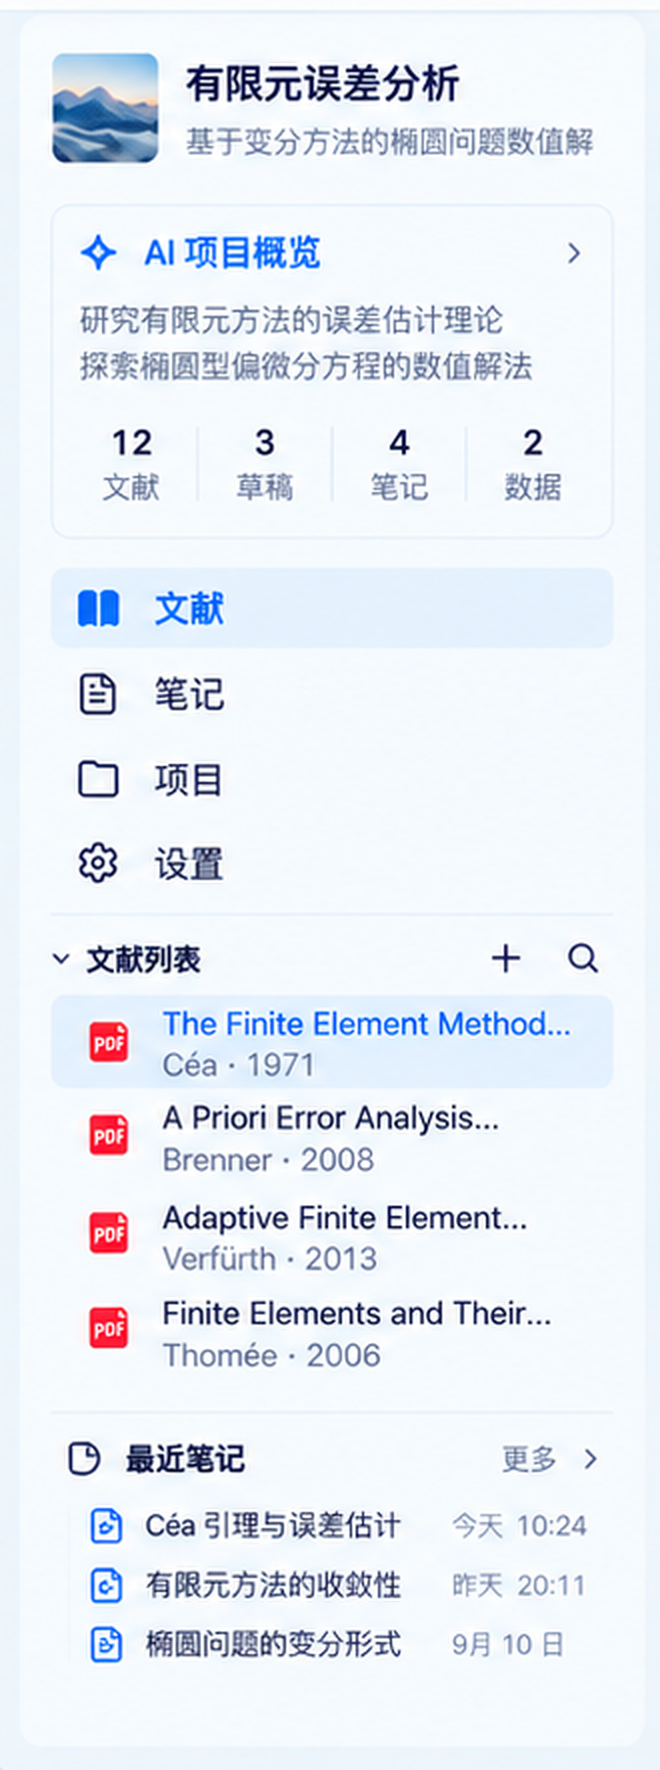 有限元误差分析
基于变分方法的椭圆问题数值解
AI 项目概览
研究有限元方法的误差估计理论
探索椭圆型偏微分方程的数值解法
12 3 4 2
文献 草稿 笔记 数据
文献
笔记
项目
设置
文献列表
PDF
The Finite Element Method...
Céa · 1971
PDF
A Priori Error Analysis...
Brenner · 2008
PDF
Adaptive Finite Element...
Verfürth · 2013
PDF
Finite Elements and Their...
Thomée · 2006
最近笔记 更多
Céa 引理与误差估计 今天 10:24
有限元方法的收敛性 昨天 20:11
椭圆问题的变分形式 9月 10 日